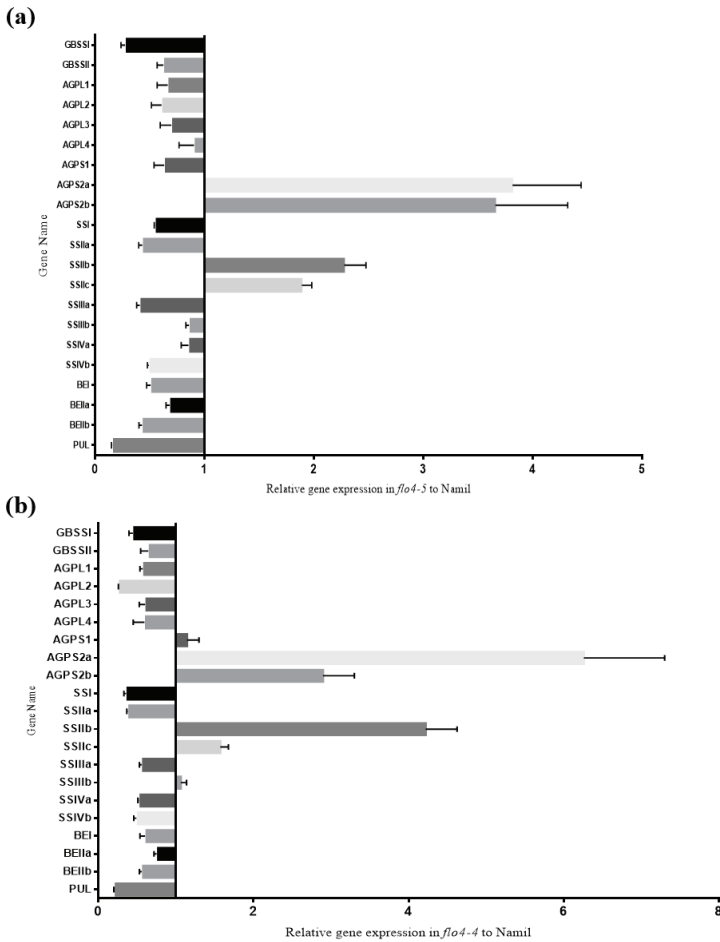 (a)
Gene Name
GBSSI
GBSSII
AGPL1
AGPL2
AGPL3
AGPL4
AGPS1
AGPS2a
AGPS2b
SSI
SSIIa
SSIIb
SSIIc
SSIIIa
SSIIIb
SSIVa
SSIVb
BEI
BEIIa
BEIIb
PUL
0 1 2 3 4 5
Relative gene expression in flo4-5 to Namil
(b)
Gene Name
GBSSI
GBSSII
AGPL1
AGPL2
AGPL3
AGPL4
AGPS1
AGPS2a
AGPS2b
SSI
SSIIa
SSIIb
SSIIc
SSIIIa
SSIIIb
SSIVa
SSIVb
BEI
BEIIa
BEIIb
PUL
0 2 4 6 8
Relative gene expression in flo4-4 to Namil